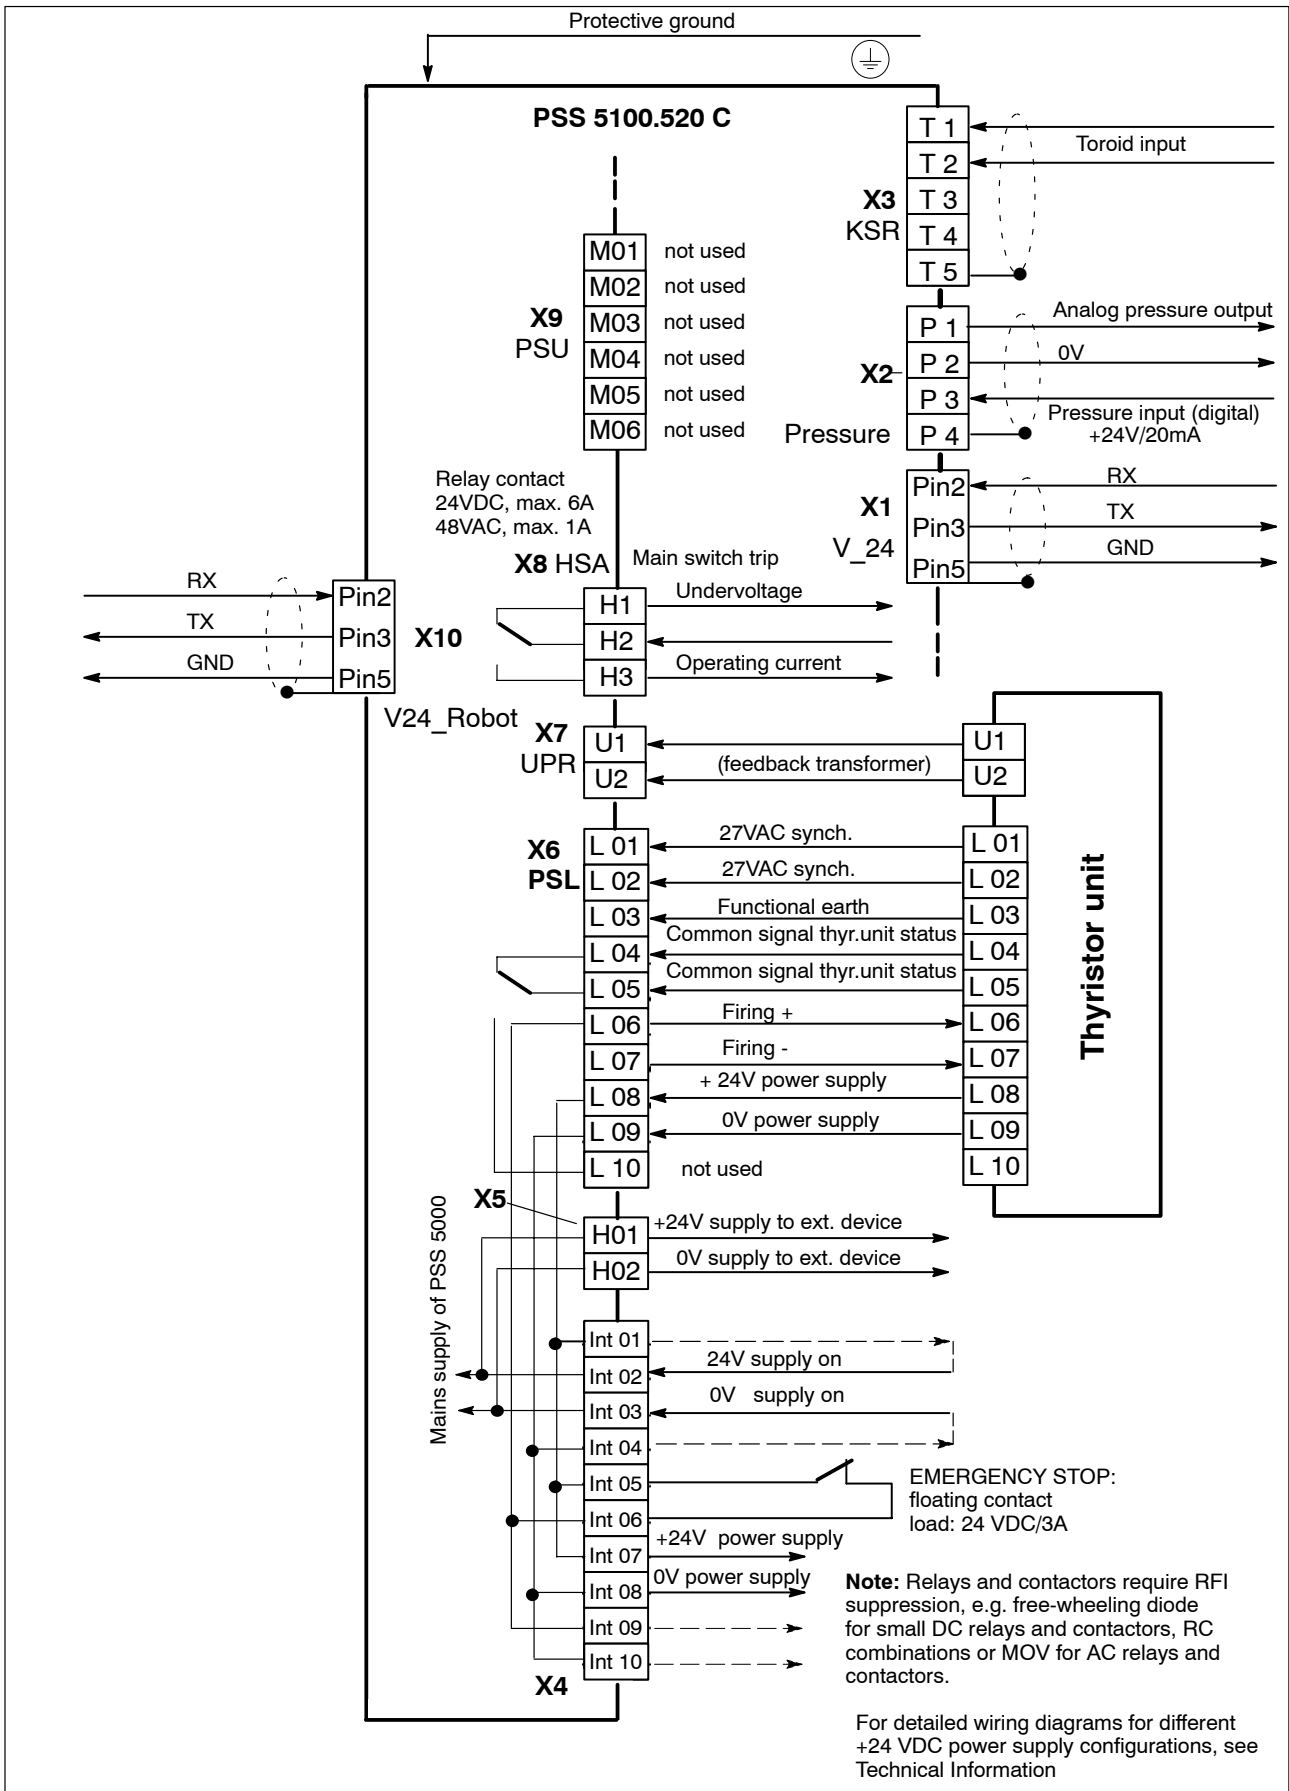 Protective ground
PSS 5100.520 C
T 1
Toroid input
T 2
X3
T 3
KSR
T 4
T 5
M01 not used
M02 not used
X9
M03 not used
PSU
M04 not used
M05 not used
M06 not used
P 1
Analog pressure output
P 2
0V
X2
P 3
Pressure input (digital)
+24V/20mA
Pressure
P 4
Relay contact
24VDC, max. 6A
48VAC, max. 1A
Pin2
RX
X1
Pin3
TX
V_24
GND
Pin5
X8 HSA
Main switch trip
RX
Pin2
TX
Pin3
X10
GND
Pin5
V24_Robot
H1
Undervoltage
H2
H3
Operating current
X7
UPR
U1
U1
(feedback transformer)
U2
U2
X6
PSL
L 01
27VAC synch.
L 01
L 02
27VAC synch.
L 02
L 03
Functional earth
L 03
L 04
Common signal thyr.unit status
L 04
L 05
Common signal thyr.unit status
L 05
L 06
Firing +
L 06
L 07
Firing -
L 07
L 08
+ 24V power supply
L 08
L 09
0V power supply
L 09
L 10
not used
L 10
Thyristor unit
X5
H01
+24V supply to ext. device
H02
0V supply to ext. device
Mains supply of PSS 5000
Int 01
24V supply on
Int 02
0V supply on
Int 03
Int 04
Int 05
EMERGENCY STOP:
floating contact
load: 24 VDC/3A
Int 06
+24V power supply
Int 07
0V power supply
Int 08
Int 09
Int 10
X4
Note: Relays and contactors require RFI
suppression, e.g. free-wheeling diode
for small DC relays and contactors, RC
combinations or MOV for AC relays and
contactors.
For detailed wiring diagrams for different
+24 VDC power supply configurations, see
Technical Information